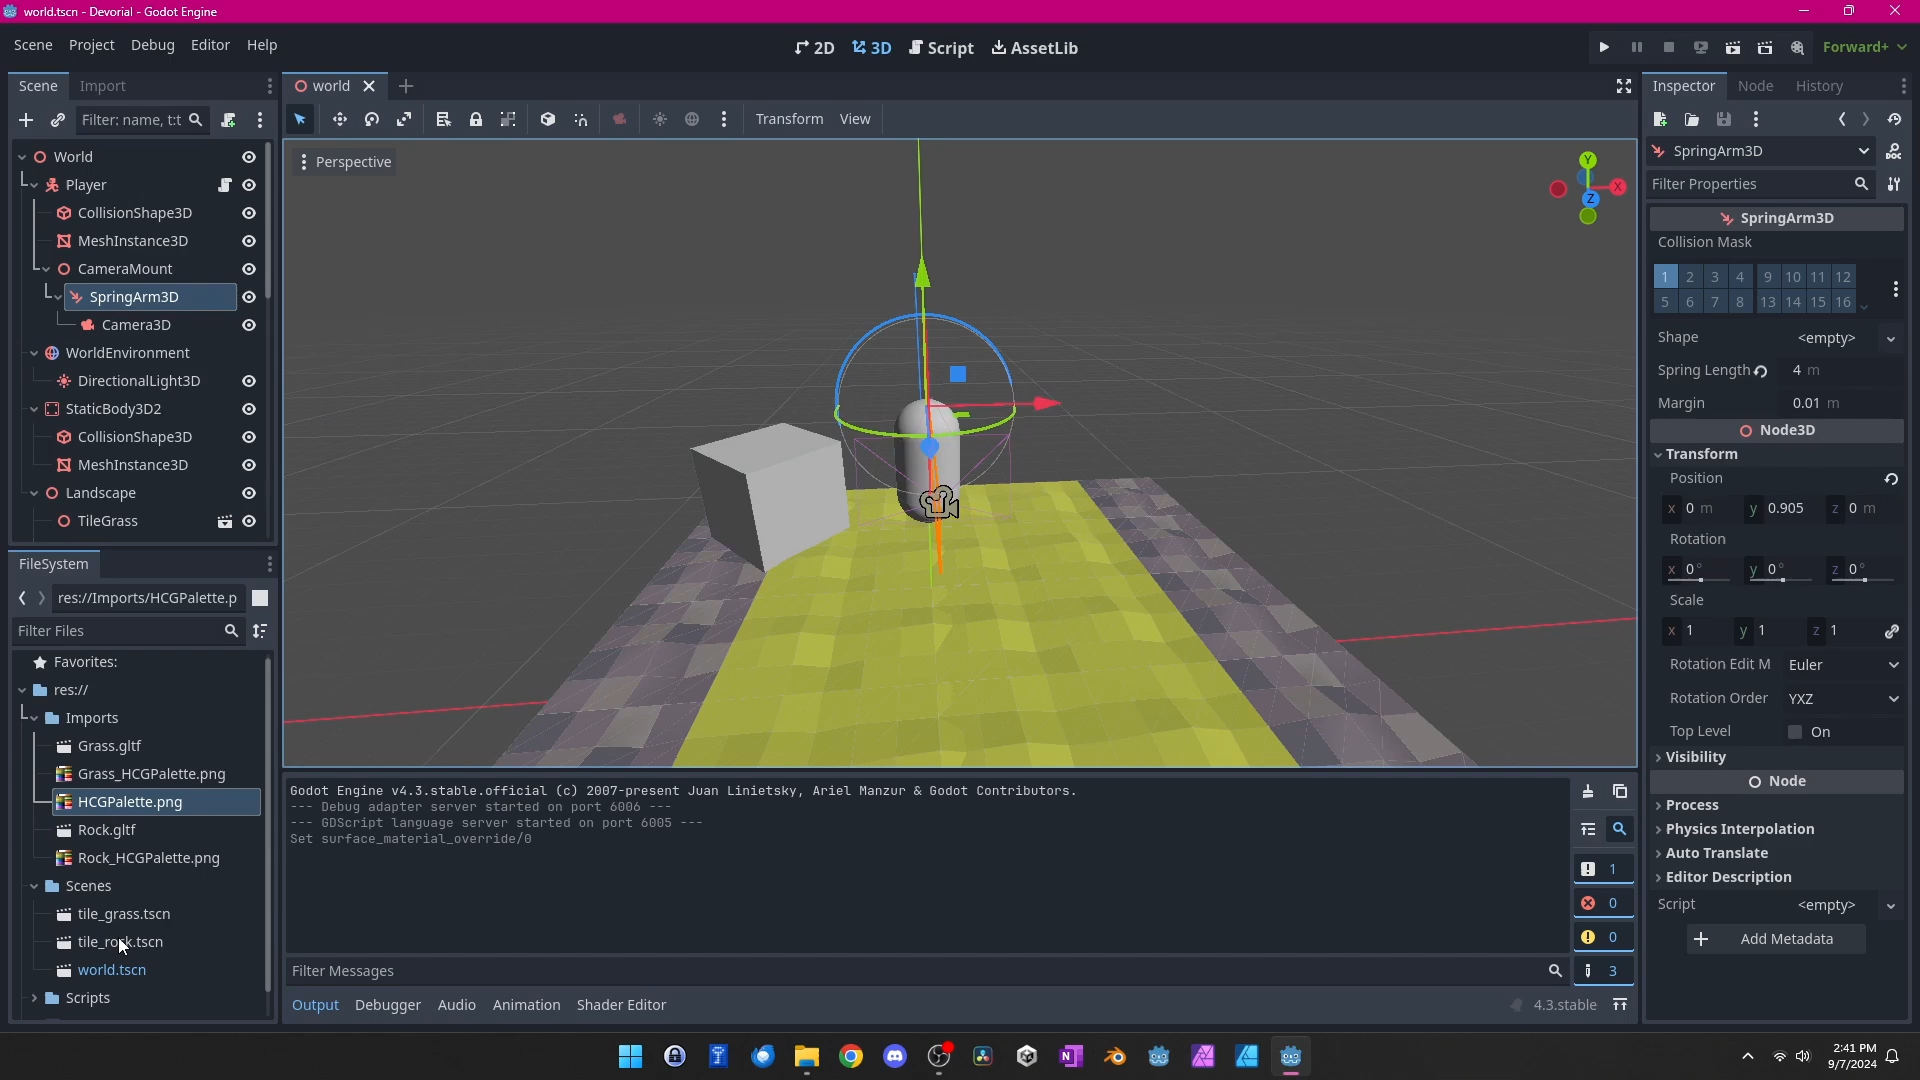 world.tscn - Devorial - Godot Engine
Scene Project Debug Editor Help
2D 3D Script AssetLib
Forward+
Scene Import
Filter: name, t:t
World
Player
CollisionShape3D
MeshInstance3D
CameraMount
SpringArm3D
Camera3D
WorldEnvironment
DirectionalLight3D
StaticBody3D2
CollisionShape3D
MeshInstance3D
Landscape
TileGrass
FileSystem
res://Imports/HCGPalette.p
Filter Files
Favorites:
res://
Imports
Grass.gltf
Grass_HCGPalette.png
HCGPalette.png
Rock.gltf
Rock_HCGPalette.png
Scenes
tile_grass.tscn
tile_rock.tscn
world.tscn
Scripts
world
Transform View
Perspective
Y
X
Z
Godot Engine v4.3.stable.official (c) 2007-present Juan Linietsky, Ariel Manzur & Godot Contributors.
--- Debug adapter server started on port 6006 ---
--- GDScript language server started on port 6005 ---
Set surface_material_override/0
1
0
0
3
Filter Messages
Output Debugger Audio Animation Shader Editor
4.3.stable
Inspector Node History
SpringArm3D
DOC
Filter Properties
SpringArm3D
Collision Mask
1 2 3 4 9 10 11 12
5 6 7 8 13 14 15 16
Shape <empty>
Spring Length 4 m
Margin 0.01 m
Node3D
Transform
Position
x 0 m y 0.905 z 0 m
Rotation
x 0° y 0° z 0°
Scale
x 1 y 1 z 1
Rotation Edit M Euler
Rotation Order YXZ
Top Level On
Visibility
Node
Process
Physics Interpolation
Auto Translate
Editor Description
Script <empty>
Add Metadata
2:41 PM
9/7/2024